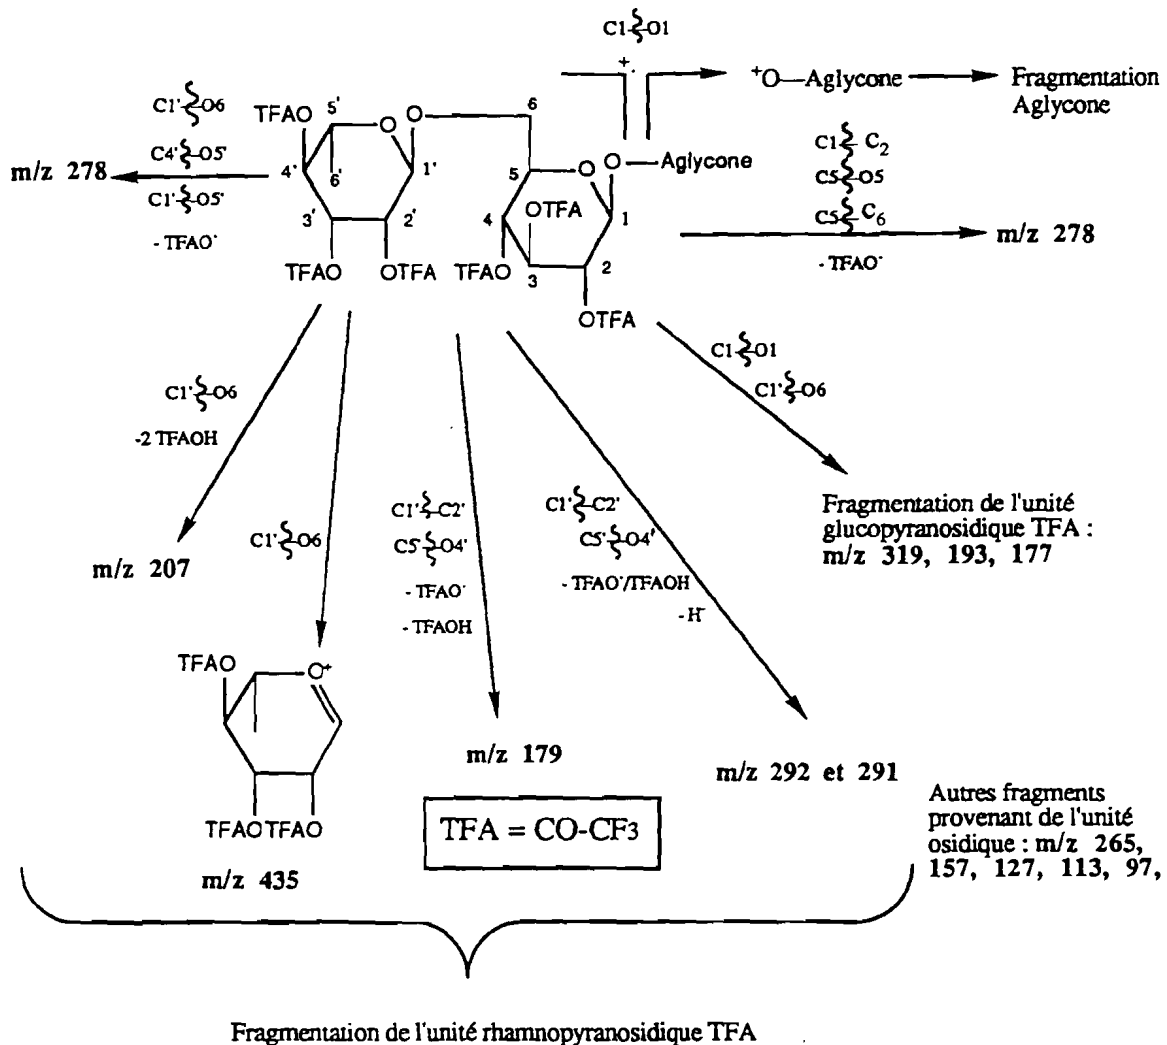 C1 O1
+.
+O—Aglycone
Fragmentation
Aglycone
C1' O6
C4' O5'
C1' O5'
- TFAO·
m/z 278
TFAO
5'
O
O
6
4'
6'
1'
3'
2'
TFAO
OTFA
5
O
O
Aglycone
4
OTFA
1
TFAO
3
2
OTFA
C1 C2
C5 O5
C5 C6
- TFAO·
m/z 278
C1 O1
C1' O6
Fragmentation de l'unité
glucopyranosidique TFA :
m/z 319, 193, 177
C1' O6
-2 TFAOH
m/z 207
C1' O6
C1' C2'
C5' O4'
- TFAO·
- TFAOH
m/z 179
C1' C2'
C5' O4'
- TFAO·/TFAOH
- H·
m/z 292 et 291
TFAO
O+
TFAO
TFAO
m/z 435
TFA = CO-CF3
Autres fragments
provenant de l'unité
osidique : m/z 265,
157, 127, 113, 97,
Fragmentation de l'unité rhamnopyranosidique TFA